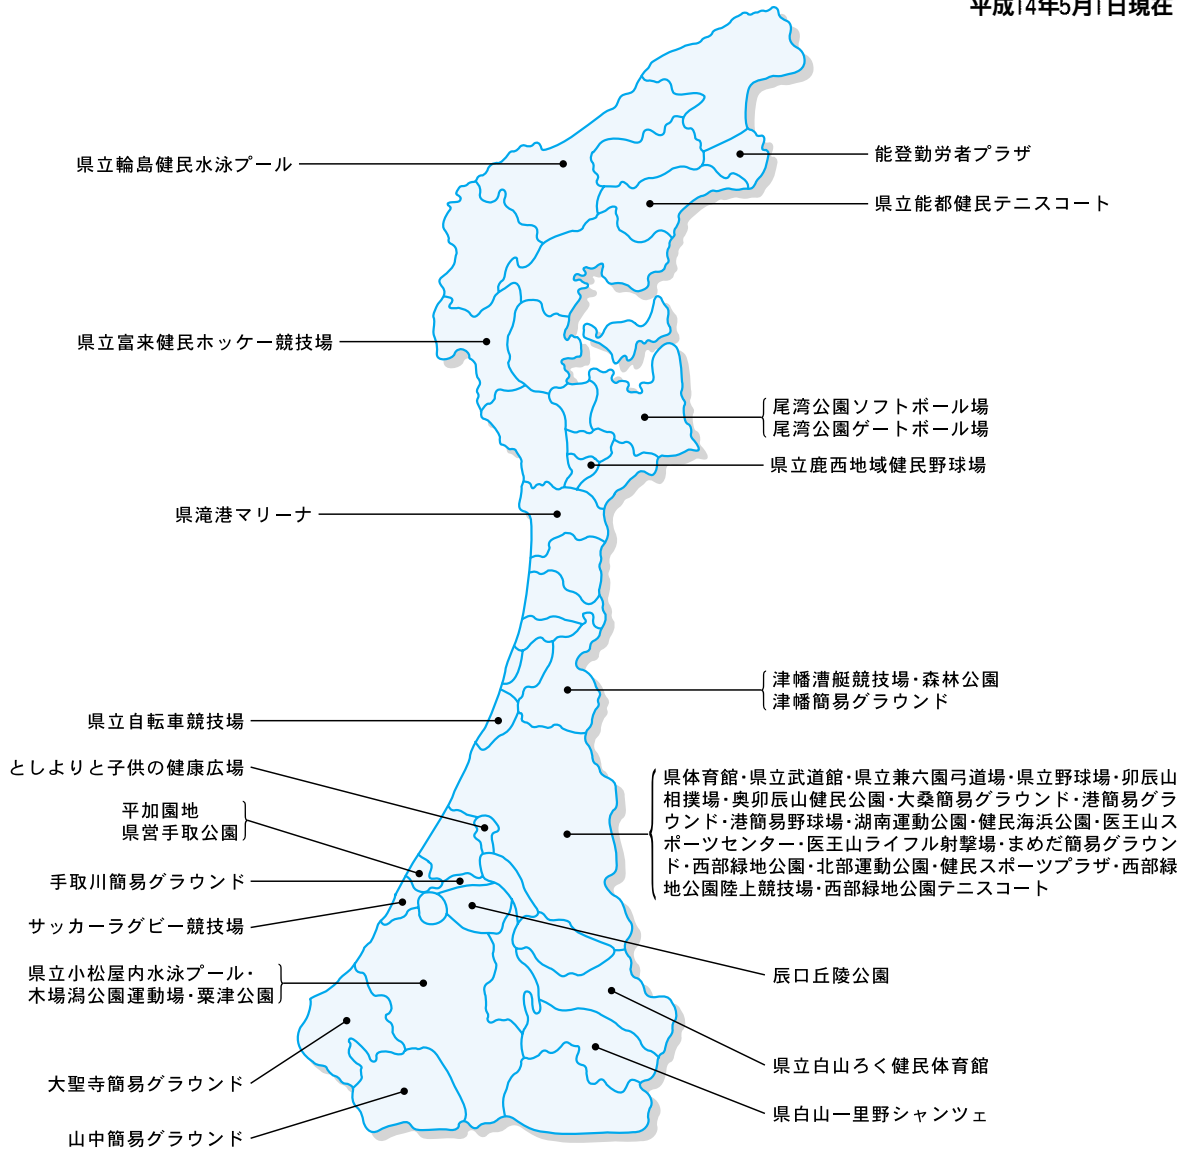 平成14年5月1日現在
県立輪島健民水泳プール
能登勤労者プラザ
県立能都健民テニスコート
県立富来健民ホッケー競技場
尾湾公園ソフトボール場
尾湾公園ゲートボール場
県立鹿西地域健民野球場
県滝港マリーナ
津幡漕艇競技場・森林公園
津幡簡易グラウンド
県立自転車競技場
としよりと子供の健康広場
平加園地
県営手取公園
県体育館・県立武道館・県立兼六園弓道場・県立野球場・卯辰山
相撲場・奥卯辰山健民公園・大桑簡易グラウンド・港簡易グラ
ウンド・港簡易野球場・湖南運動公園・健民海浜公園・医王山ス
ポーツセンター・医王山ライフル射撃場・まめだ簡易グラウン
ド・西部緑地公園・北部運動公園・健民スポーツプラザ・西部緑
地公園陸上競技場・西部緑地公園テニスコート
手取川簡易グラウンド
サッカーラグビー競技場
県立小松屋内水泳プール・
木場潟公園運動場・粟津公園
辰口丘陵公園
大聖寺簡易グラウンド
県立白山ろく健民体育館
県白山一里野シャンツェ
山中簡易グラウンド